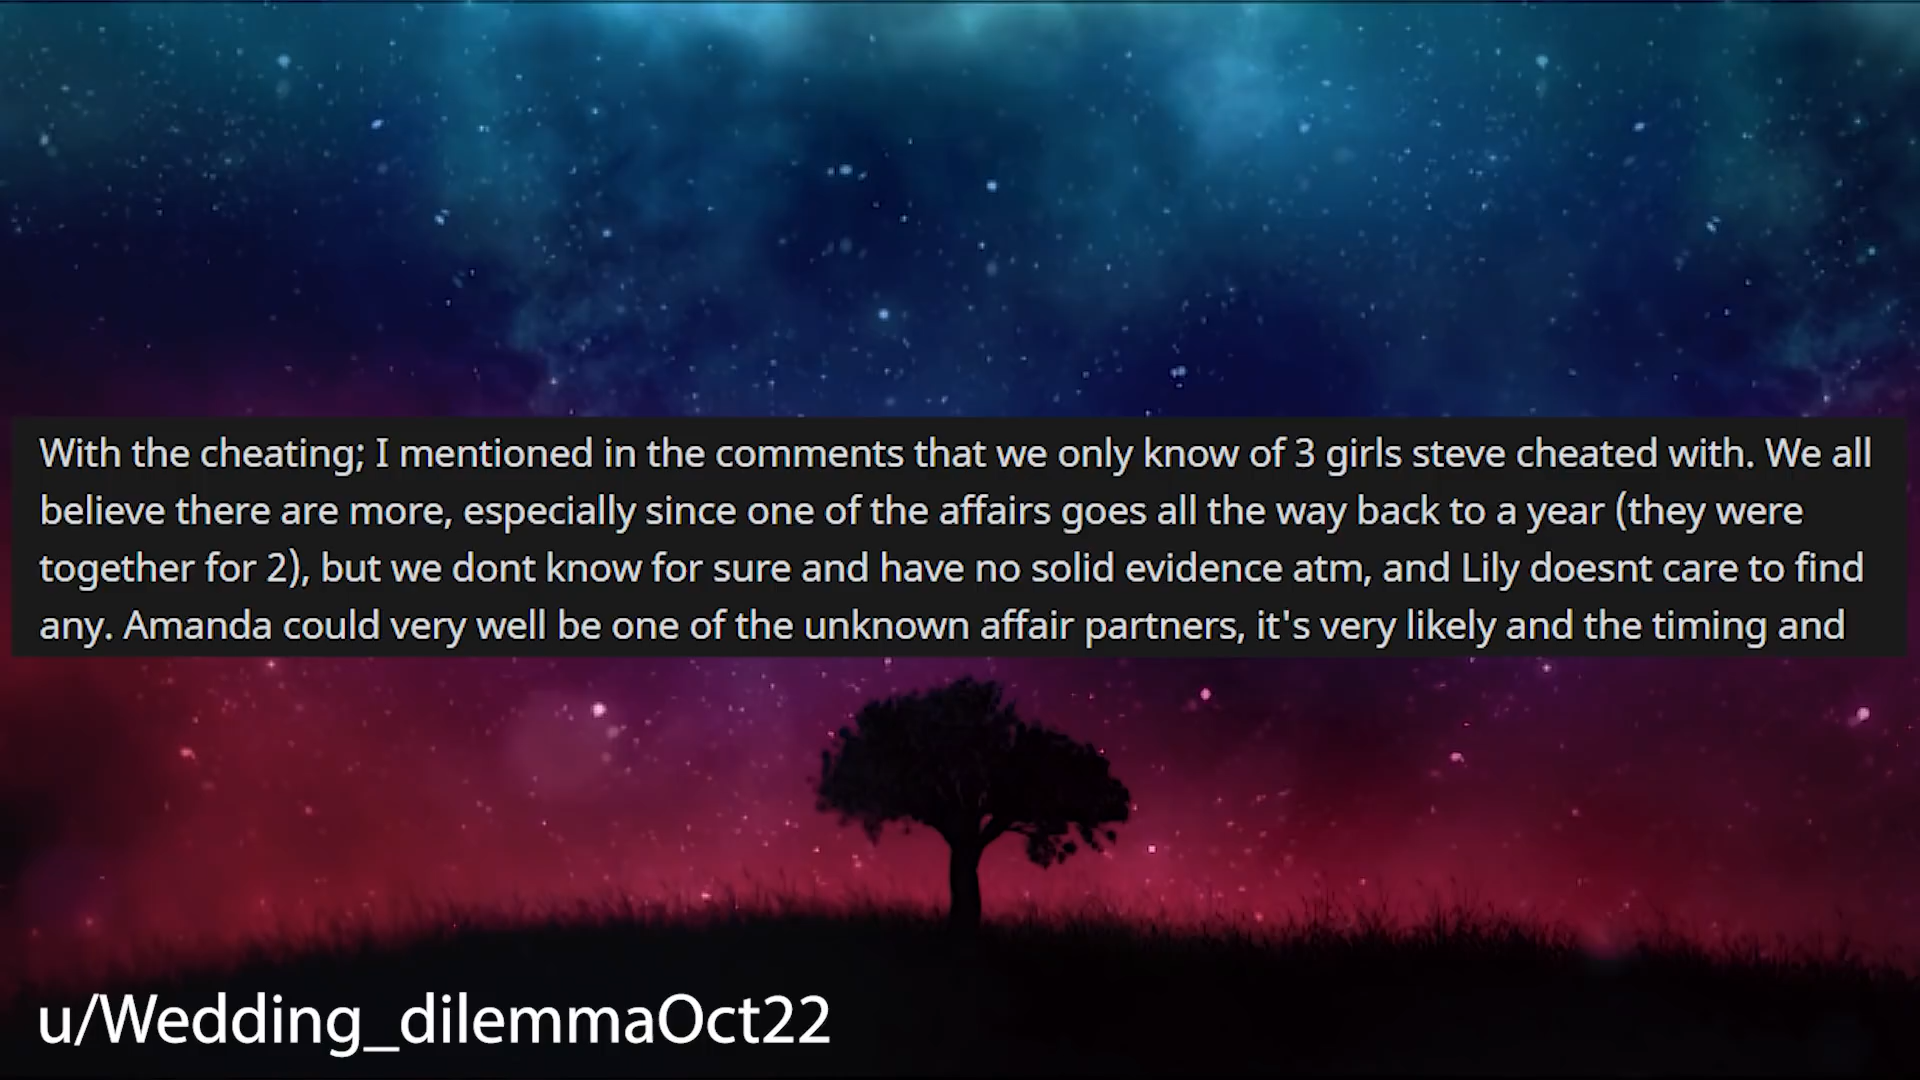 With the cheating; I mentioned in the comments that we only know of 3 girls steve cheated with. We all
believe there are more, especially since one of the affairs goes all the way back to a year (they were
together for 2), but we dont know for sure and have no solid evidence atm, and Lily doesnt care to find
any. Amanda could very well be one of the unknown affair partners, it's very likely and the timing and
u/Wedding_dilemmaOct22